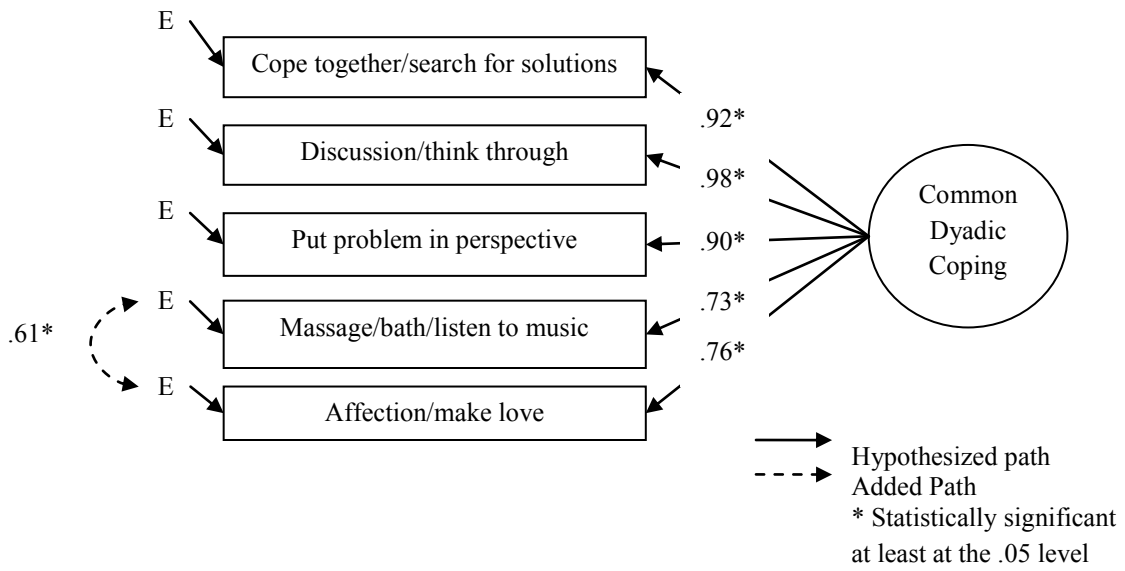 E
Cope together/search for solutions
.92*
E
Discussion/think through
.98*
E
Put problem in perspective
.90*
Common
Dyadic
Coping
E
Massage/bath/listen to music
.73*
.61*
E
Affection/make love
.76*
Hypothesized path
Added Path
* Statistically significant
at least at the .05 level